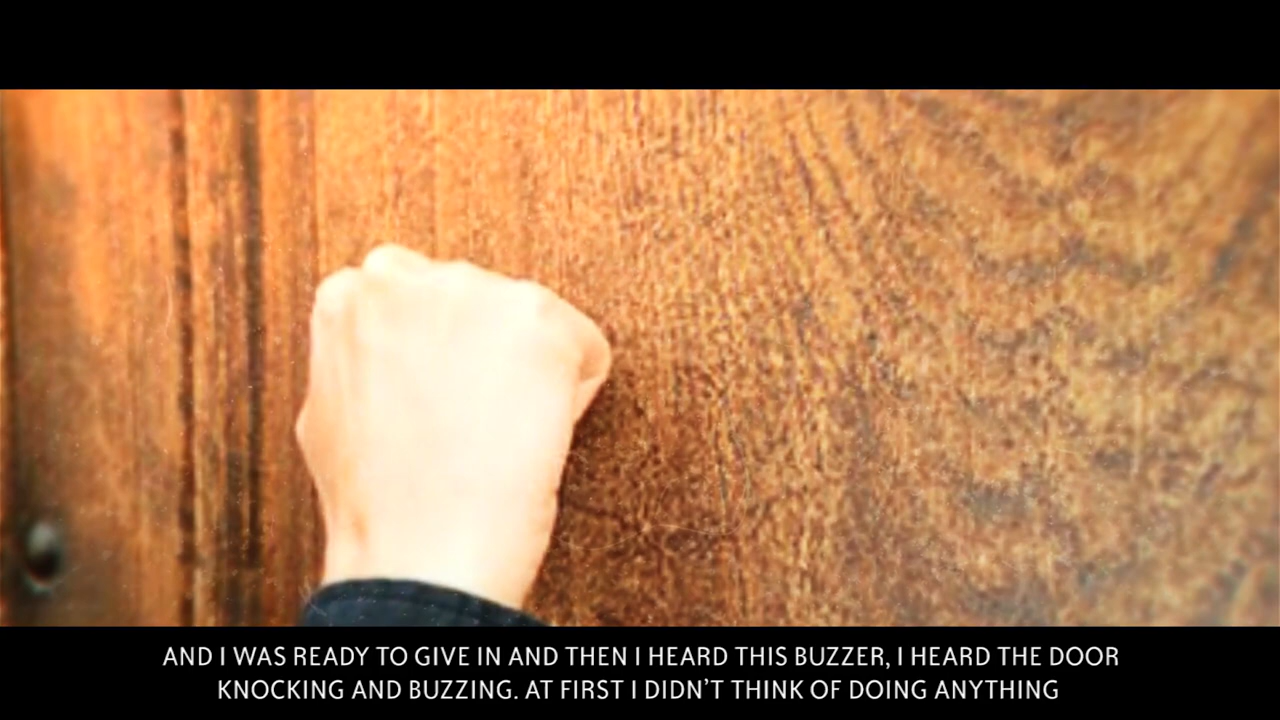 AND I WAS READY TO GIVE IN AND THEN I HEARD THIS BUZZER, I HEARD THE DOOR
KNOCKING AND BUZZING. AT FIRST I DIDN'T THINK OF DOING ANYTHING